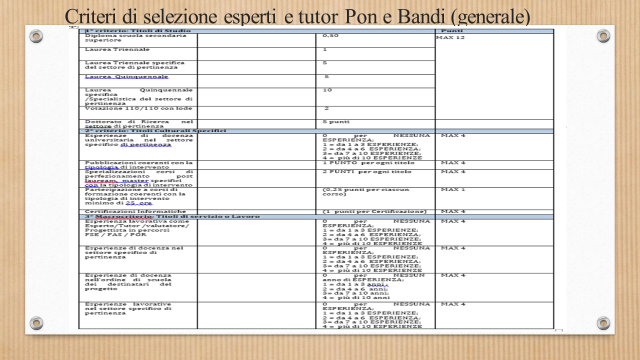 Criteri di selezione esperti e tutor Pon e Bandi (generale)
1° criterio: Titoli di Studio Punti
Diploma scuola secondaria superiore 0.50 MAX 12
Laurea Triennale 1
Laurea Triennale specifica del settore di pertinenza 5
Laurea Quinquennale 5
Laurea Quinquennale specifica /Specialistica del settore di pertinenza 10
Votazione 110/110 con lode 2
Dottorato di Ricerca nel settore di pertinenza 5 punti
2° criterio: Titoli Culturali Specifici
Esperienze di docenza universitaria nel settore specifico di pertinenza 0 per NESSUNA ESPERIENZA; 1 = da 1 a 3 ESPERIENZE; 2 = da 4 a 6 ESPERIENZA; 3= da 7 a 10 ESPERIENZE; 4 = più di 10 ESPERIENZE MAX 4
Pubblicazioni coerenti con la tipologia di intervento 1 PUNTO per ogni titolo MAX 4
Specializzazioni corsi di perfezionamento post lauream, master specifici con la tipologia di intervento 2 PUNTI per ogni titolo MAX 4
Partecipazione a corsi di formazione coerenti con la tipologia di intervento minimo di 25 ore (0.25 punti per ciascun corso) MAX 1
Certificazioni Informatiche (1 punti per Certificazione) MAX 4
3° Macrocriterio: Titoli di servizio o Lavoro
Esperienza lavorativa come Esperto/Tutor/valutatore/Progettista in percorsi FSE / FAS / POR 0 per NESSUNA ESPERIENZA; 1 = da 1 a 3 ESPERIENZE; 2 = da 4 a 6 ESPERIENZA; 3= da 7 a 10 ESPERIENZE; 4 = più di 10 ESPERIENZE MAX 4
Esperienze di docenza nel settore specifico di pertinenza 0 per NESSUNA ESPERIENZA; 1 = da 1 a 3 ESPERIENZE; 2 = da 4 a 6 ESPERIENZA; 3= da 7 a 10 ESPERIENZE; 4 = più di 10 ESPERIENZE MAX 4
Esperienze di docenza nell'ordine di scuola dei destinatari del progetto 0 per NESSUN anno di ESPERIENZA; 1 = da 1 a 3 anni, 2 = da 4 a 6 anni; 3= da 7 a 10 anni; 4 = più di 10 anni MAX 4
Esperienze lavorative nel settore specifico di pertinenza 0 per NESSUNA ESPERIENZA; 1 = da 1 a 3 ESPERIENZE; 2 = da 4 a 6 ESPERIENZA; 3= da 7 a 10 ESPERIENZE; 4 = più di 10 ESPERIENZE MAX 4